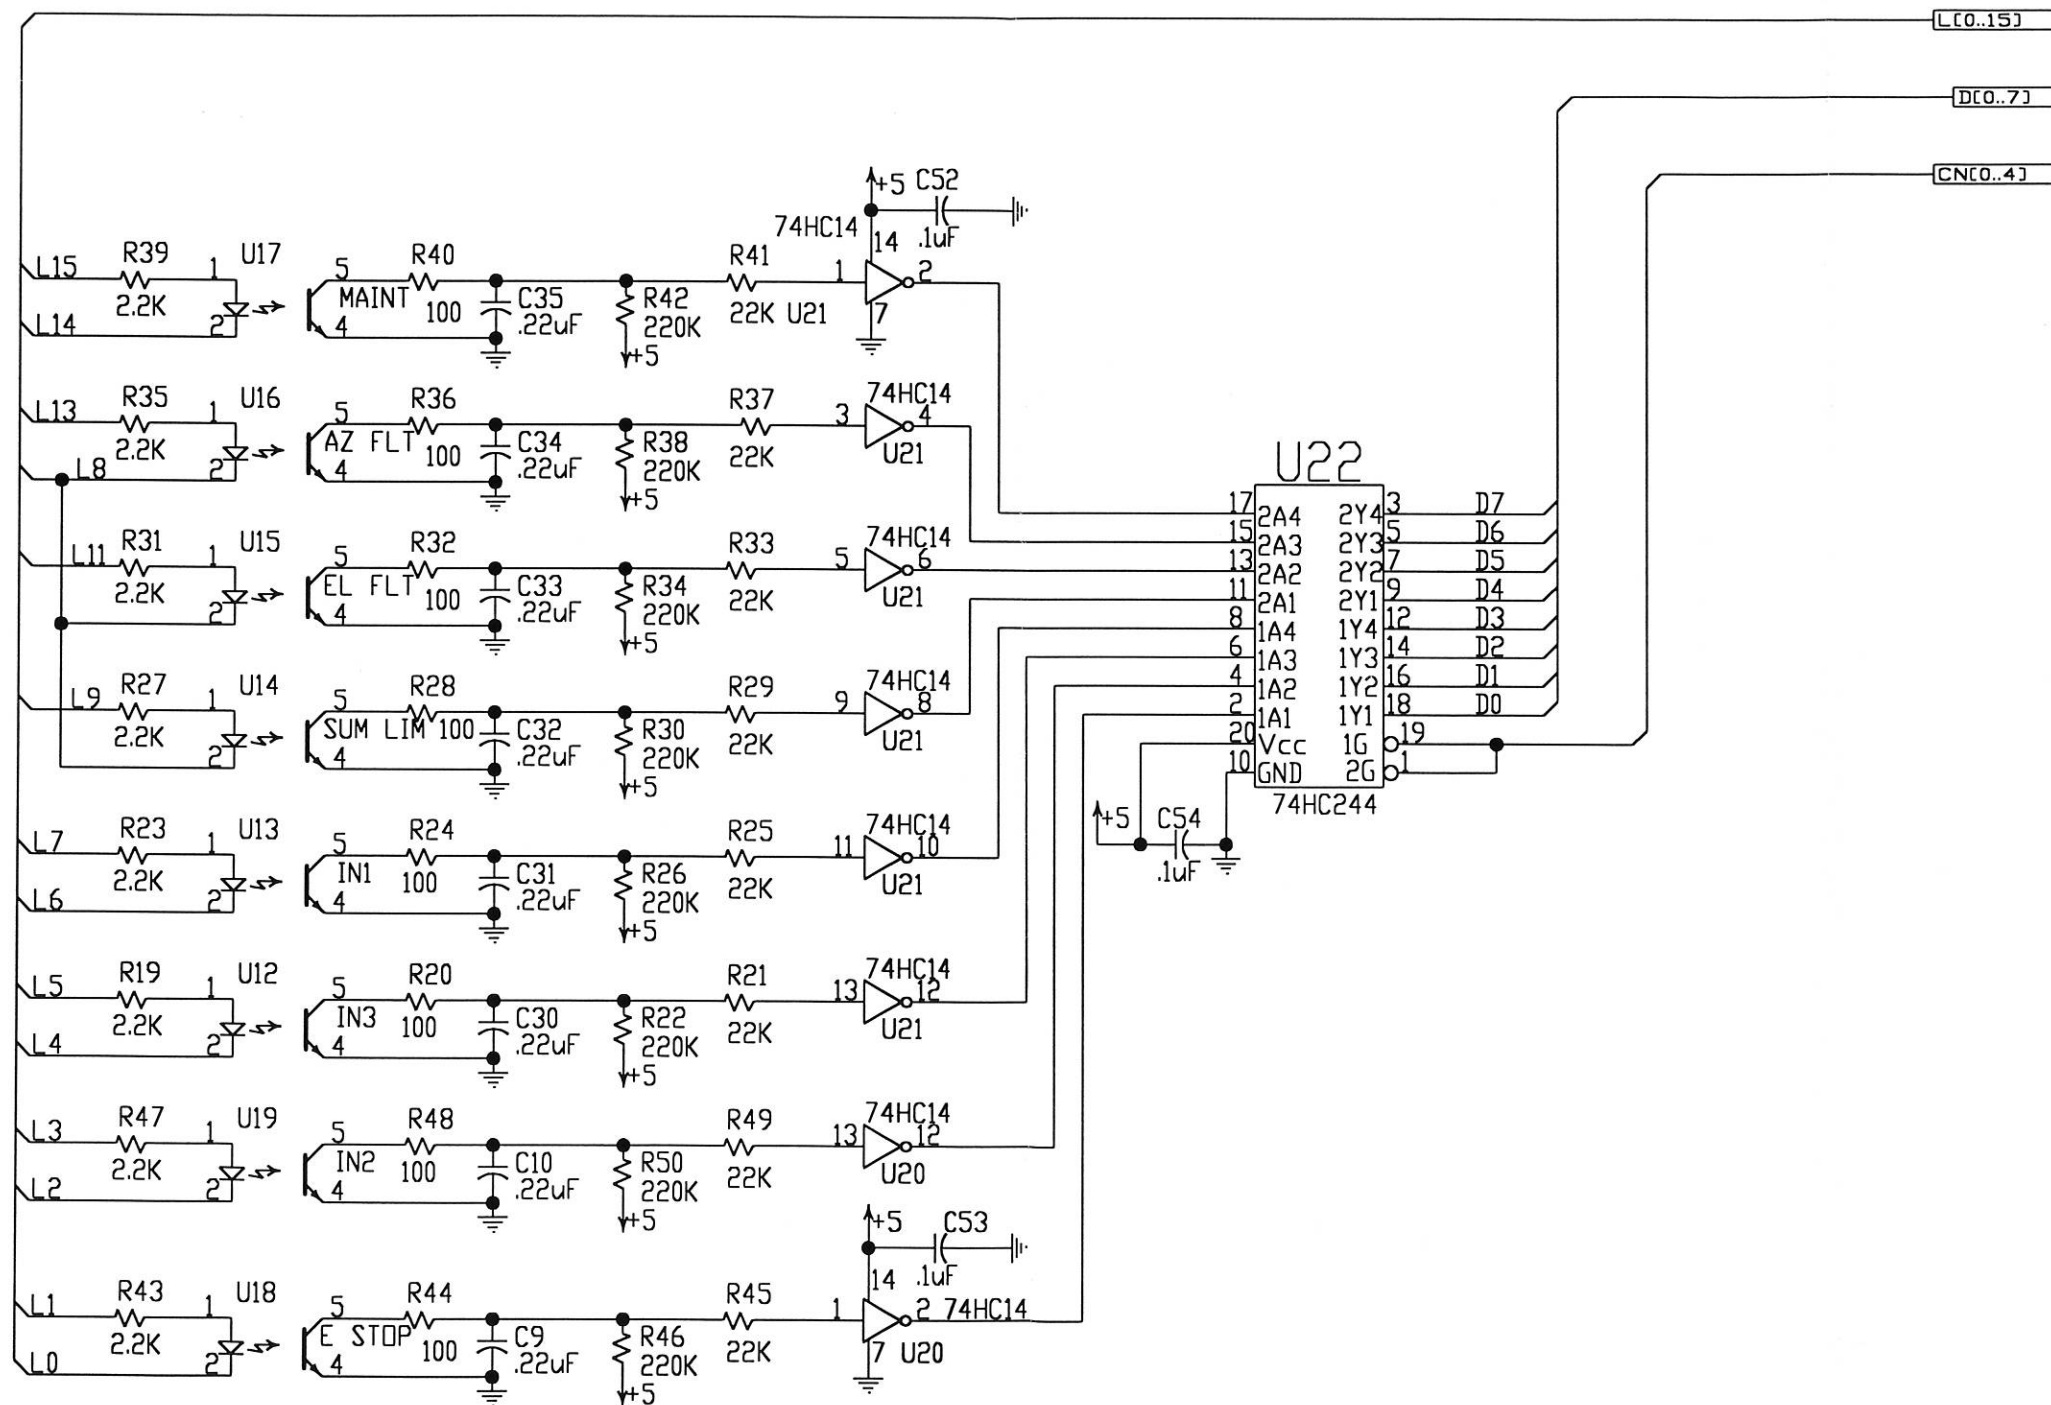 L[0..15]
D[0..7]
CN[0..4]
+5 C52
74HC14 14 .1uF
L15 R39 1 U17 5 R40 R41 1 2
2.2K MAINT 100 C35 .22uF R42 220K 22K U21 7
L14 2 4 +5
L13 R35 1 U16 5 R36 R37 3 74HC14 4
2.2K AZ FLT 100 C34 .22uF R38 220K 22K U21
L8 2 4 +5
L11 R31 1 U15 5 R32 R33 5 74HC14 6
2.2K EL FLT 100 C33 .22uF R34 220K 22K U21
2 4 +5
L9 R27 1 U14 5 R28 R29 9 74HC14 8
2.2K SUM LIM 100 C32 .22uF R30 220K 22K U21
2 4 +5
L7 R23 1 U13 5 R24 R25 11 74HC14 10
2.2K IN1 100 C31 .22uF R26 220K 22K U21
L6 2 4 +5
L5 R19 1 U12 5 R20 R21 13 74HC14 12
2.2K IN3 100 C30 .22uF R22 220K 22K U21
L4 2 4 +5
L3 R47 1 U19 5 R48 R49 13 74HC14 12
2.2K IN2 100 C10 .22uF R50 220K 22K U20
L2 2 4 +5
+5 C53
14 .1uF
L1 R43 1 U18 5 R44 R45 1 2 74HC14
2.2K E STOP 100 C9 .22uF R46 220K 22K 7 U20
L0 2 4 +5
U22
17 2A4 2Y4 3 D7
15 2A3 2Y3 5 D6
13 2A2 2Y2 7 D5
11 2A1 2Y1 9 D4
8 1A4 1Y4 12 D3
6 1A3 1Y3 14 D2
4 1A2 1Y2 16 D1
2 1A1 1Y1 18 D0
20 Vcc 1G 19
10 GND 2G 1
74HC244
+5 C54
.1uF